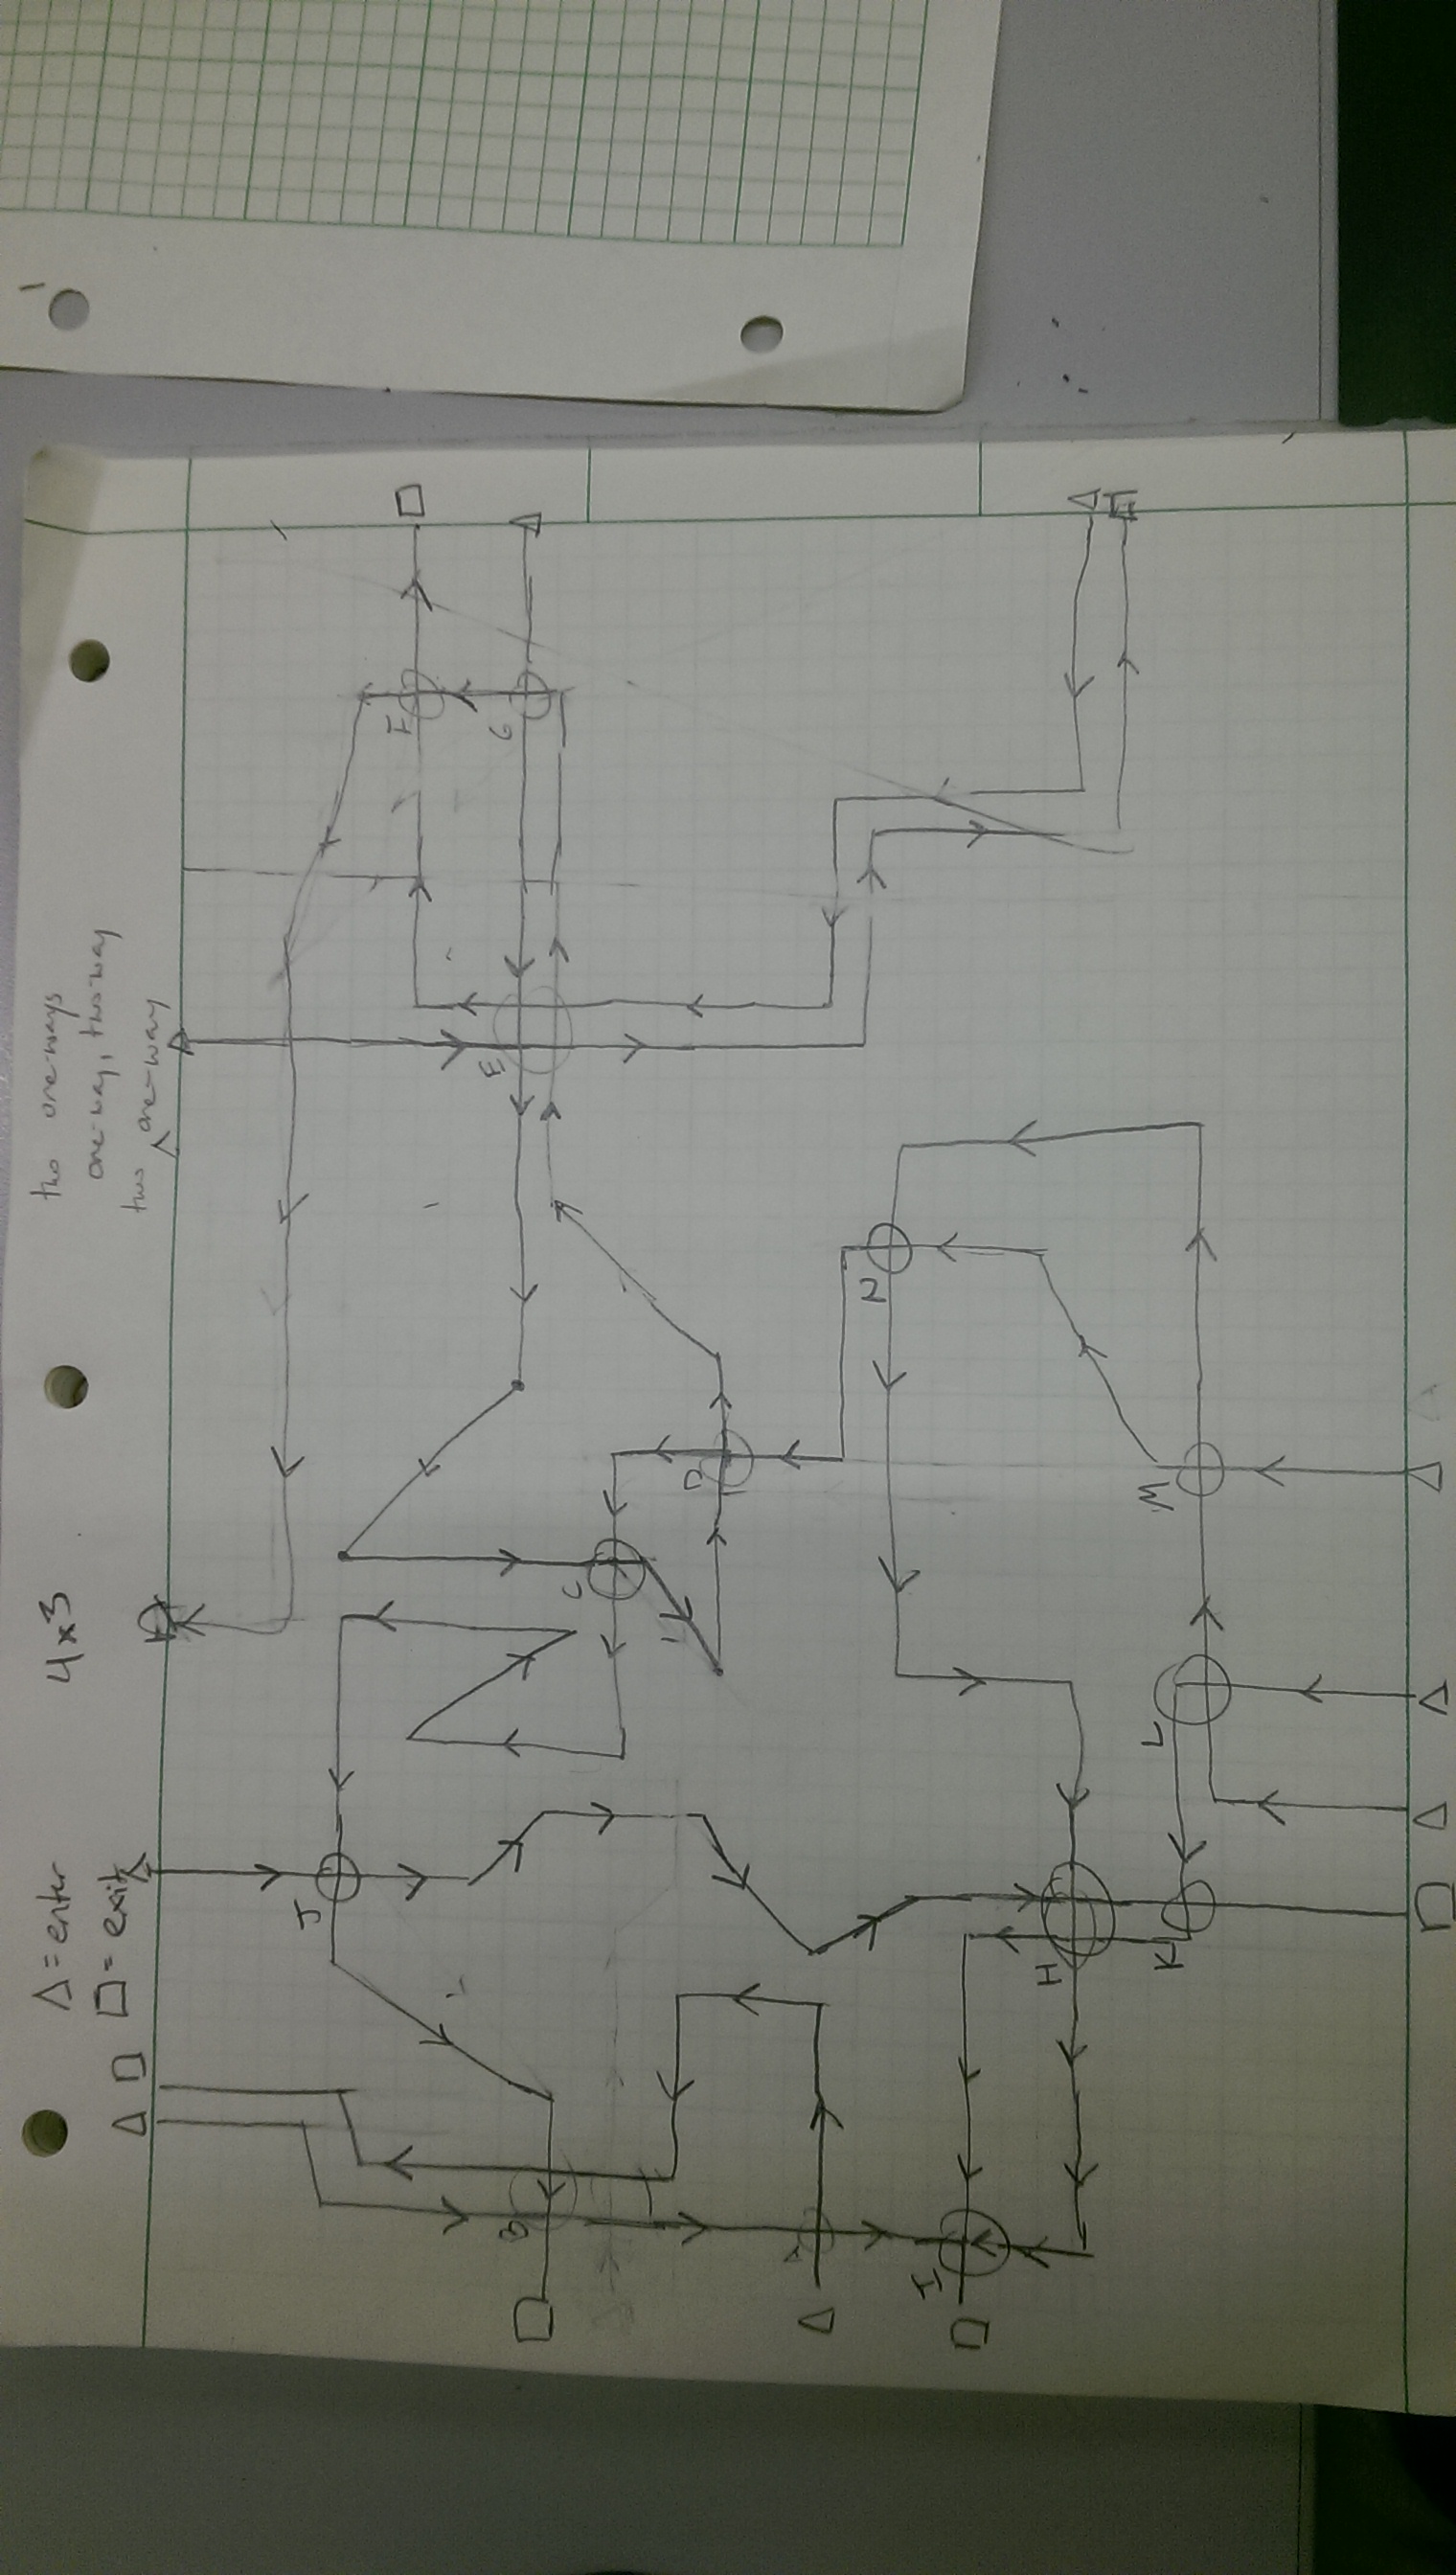 Δ = enter
□ = exit
4x3
two one-ways
one-way, two-way
two one-way
J
F
E
G
B
C
D
A
N
I
H
K
L
M